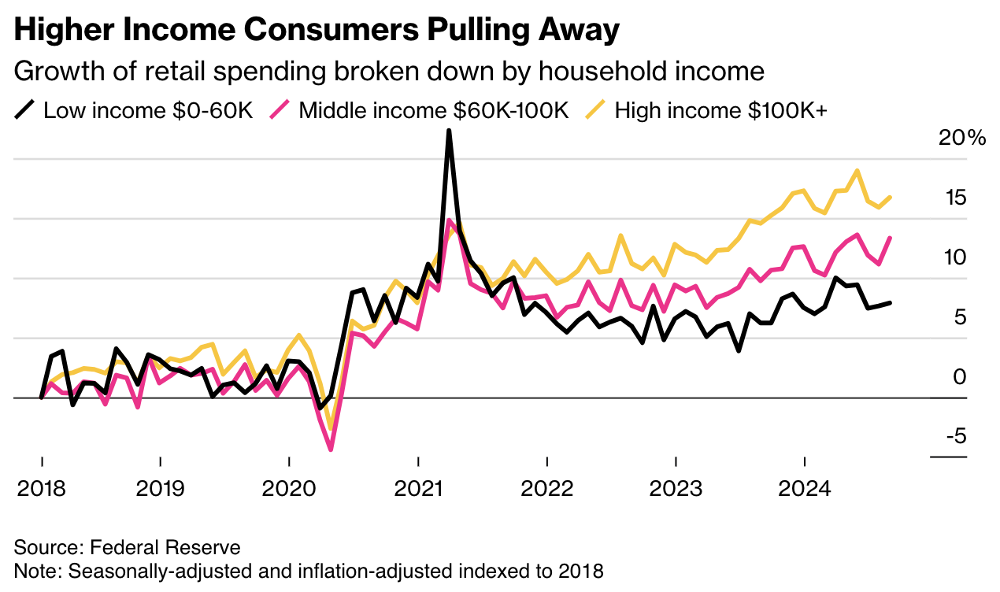 Higher Income Consumers Pulling Away
Growth of retail spending broken down by household income
Low income $0-60K Middle income $60K-100K High income $100K+
20%
15
10
5
0
-5
2018 2019 2020 2021 2022 2023 2024
Source: Federal Reserve
Note: Seasonally-adjusted and inflation-adjusted indexed to 2018